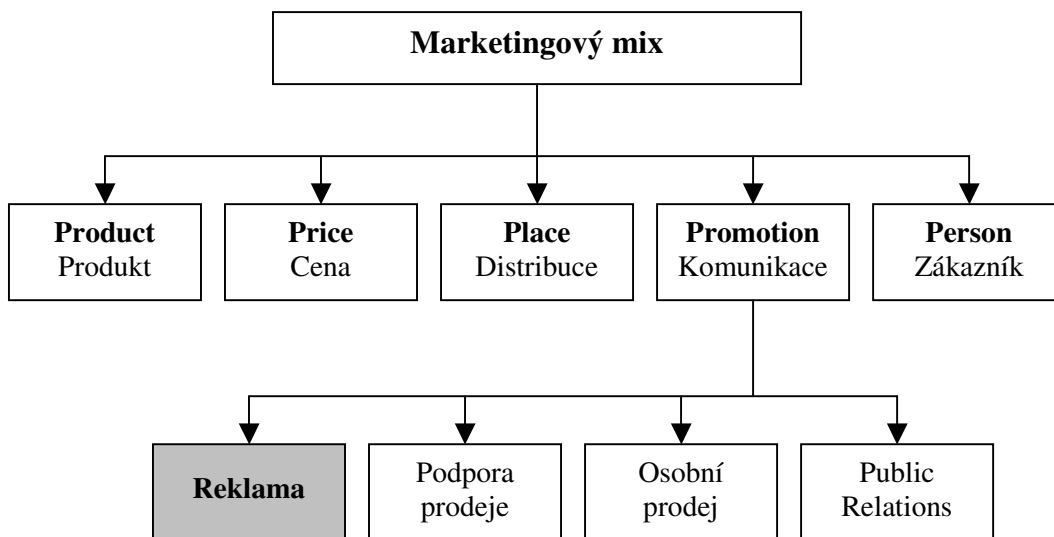 Marketingový mix
Product
Produkt
Price
Cena
Place
Distribuce
Promotion
Komunikace
Person
Zákazník
Reklama
Podpora
prodeje
Osobní
prodej
Public
Relations